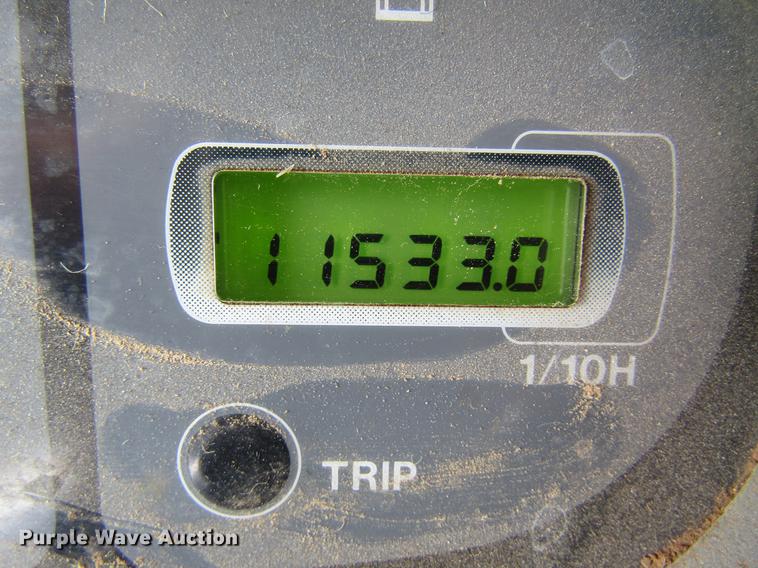 11533.0
1/10H
TRIP
Purple Wave Auction